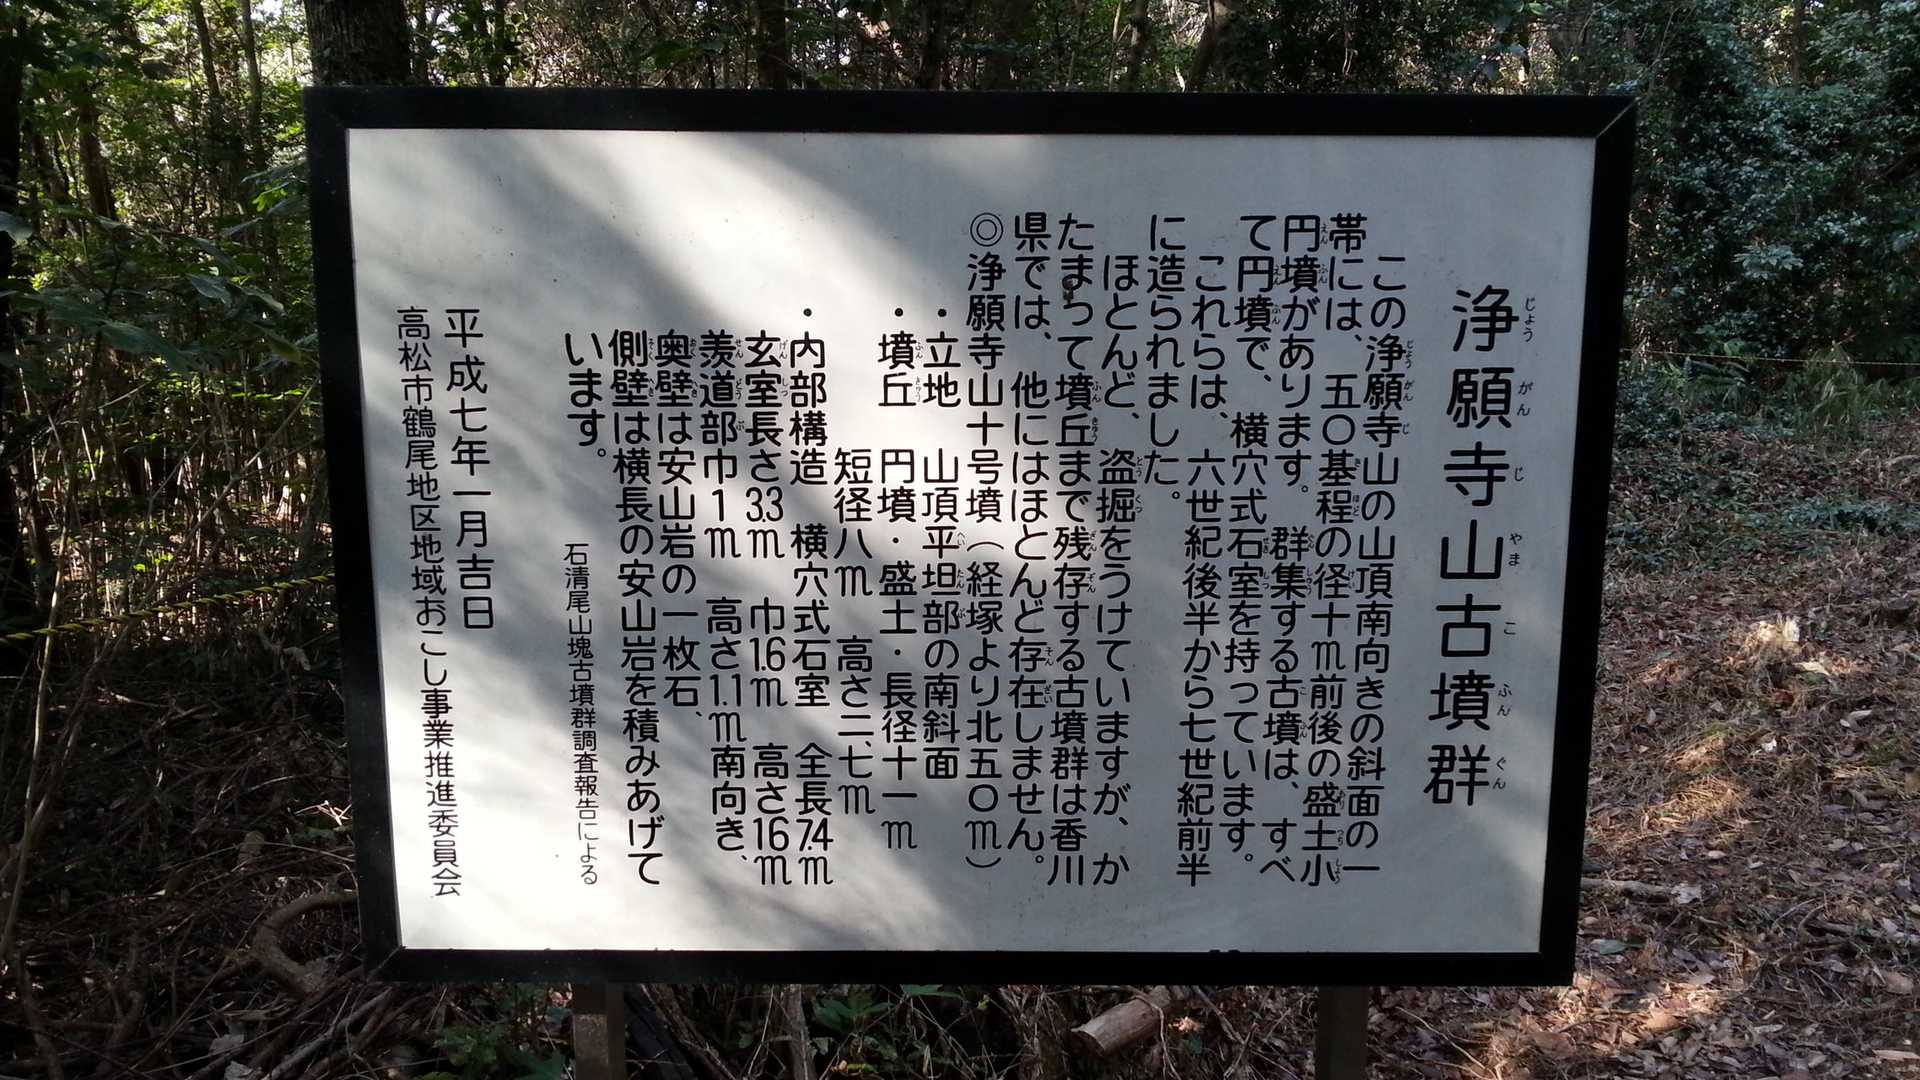 浄願寺山古墳群
この浄願寺山の山頂南向きの斜面の一
帯には、五〇基程の径十m前後の盛土小
円墳があります。群集する古墳は、すべ
て円墳で、横穴式石室を持っています。
これらは、六世紀後半から七世紀前半
に造られました。
ほとんど、盗掘をうけていますが、か
たまって墳丘まで残存する古墳群は香川
県では、他にはほとんど存在しません。
◎浄願寺山十号墳(経塚より北五〇m)
・立地 山頂平坦部の南斜面
・墳丘 円墳・盛土・長径十一m
短径八m 高さ二、七m
・内部構造 横穴式石室 全長7.4m
玄室長さ3.3m 巾1.6m 高さ1.6m
羨道部巾1m 高さ1.1m南向き、
奥壁は安山岩の一枚石、
側壁は横長の安山岩を積みあげて
います。
石清尾山塊古墳群調査報告による
平成七年一月吉日
高松市鶴尾地区地域おこし事業推進委員会